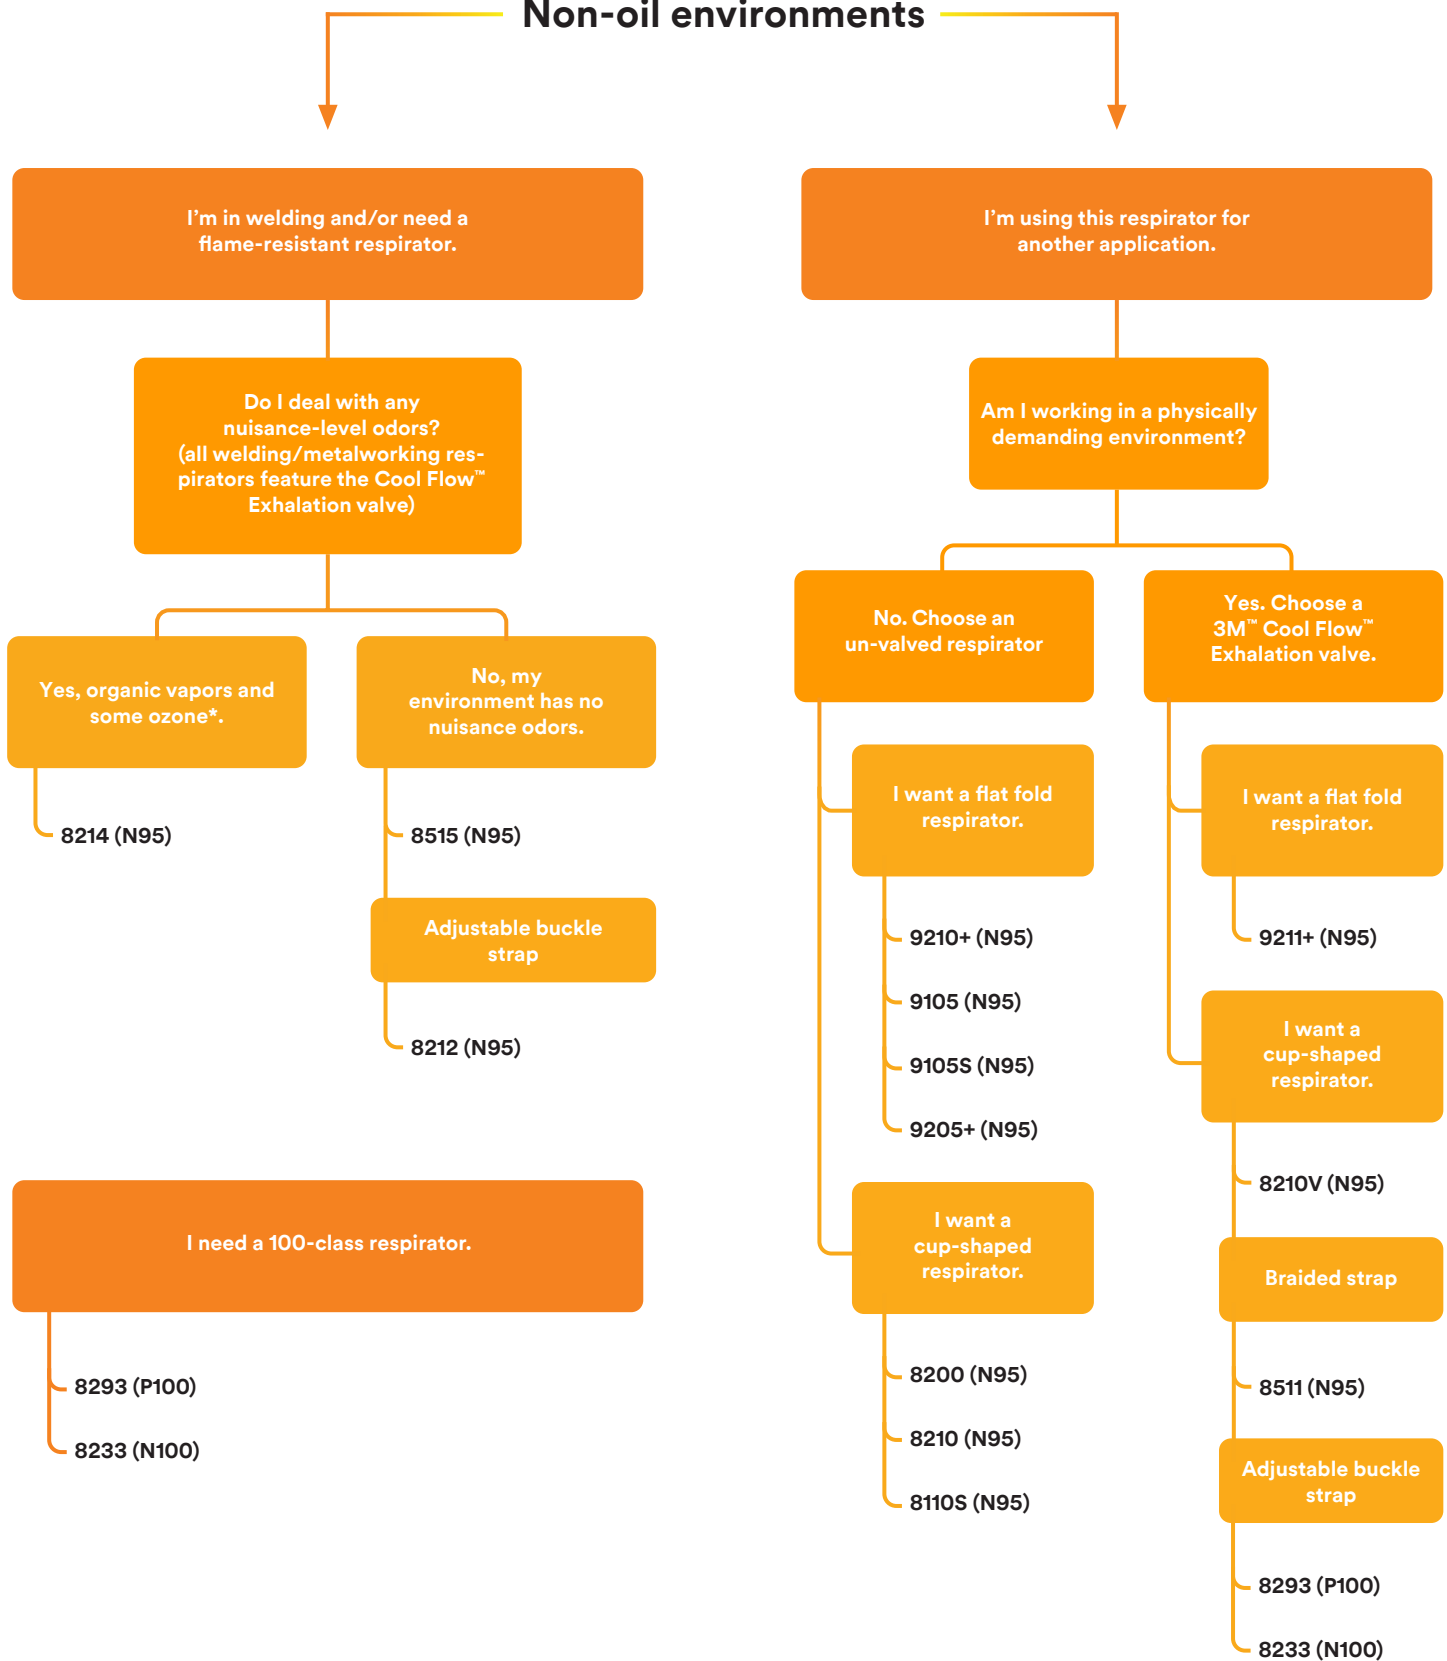 Non-oil environments
I’m in welding and/or need a
flame-resistant respirator.
Do I deal with any
nuisance-level odors?
(all welding/metalworking res-
pirators feature the Cool Flow™
Exhalation valve)
Yes, organic vapors and
some ozone*.
8214 (N95)
No, my
environment has no
nuisance odors.
8515 (N95)
Adjustable buckle
strap
8212 (N95)
I need a 100-class respirator.
8293 (P100)
8233 (N100)
I’m using this respirator for
another application.
Am I working in a physically
demanding environment?
No. Choose an
un-valved respirator
I want a flat fold
respirator.
9210+ (N95)
9105 (N95)
9105S (N95)
9205+ (N95)
I want a
cup-shaped
respirator.
8200 (N95)
8210 (N95)
8110S (N95)
Yes. Choose a
3M™ Cool Flow™
Exhalation valve.
I want a flat fold
respirator.
9211+ (N95)
I want a
cup-shaped
respirator.
8210V (N95)
Braided strap
8511 (N95)
Adjustable buckle
strap
8293 (P100)
8233 (N100)